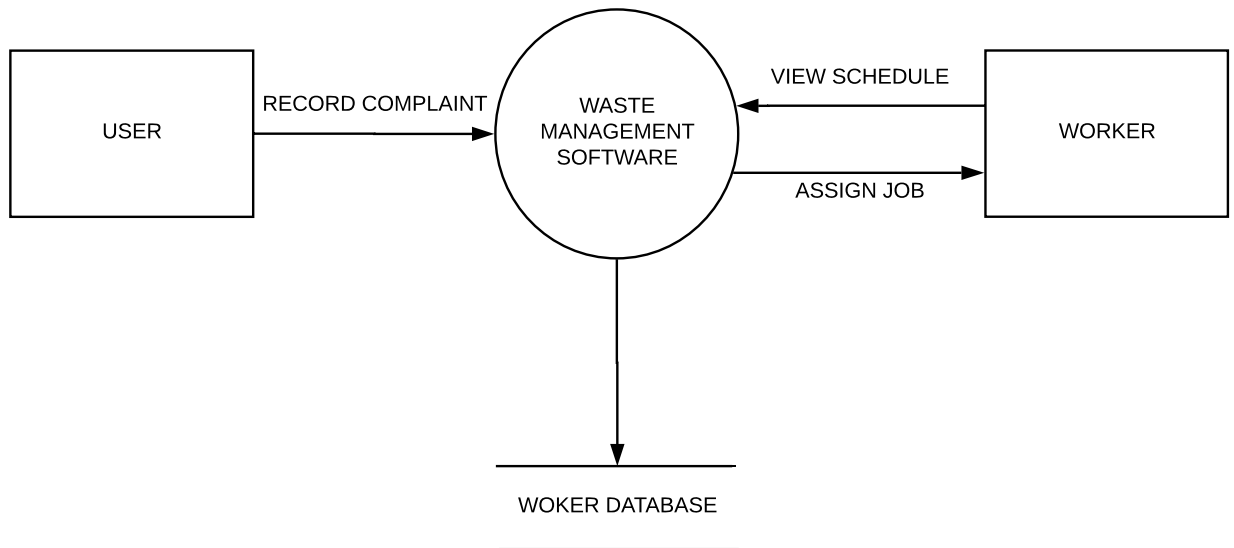 USER
RECORD COMPLAINT
WASTE
MANAGEMENT
SOFTWARE
VIEW SCHEDULE
ASSIGN JOB
WORKER
WOKER DATABASE